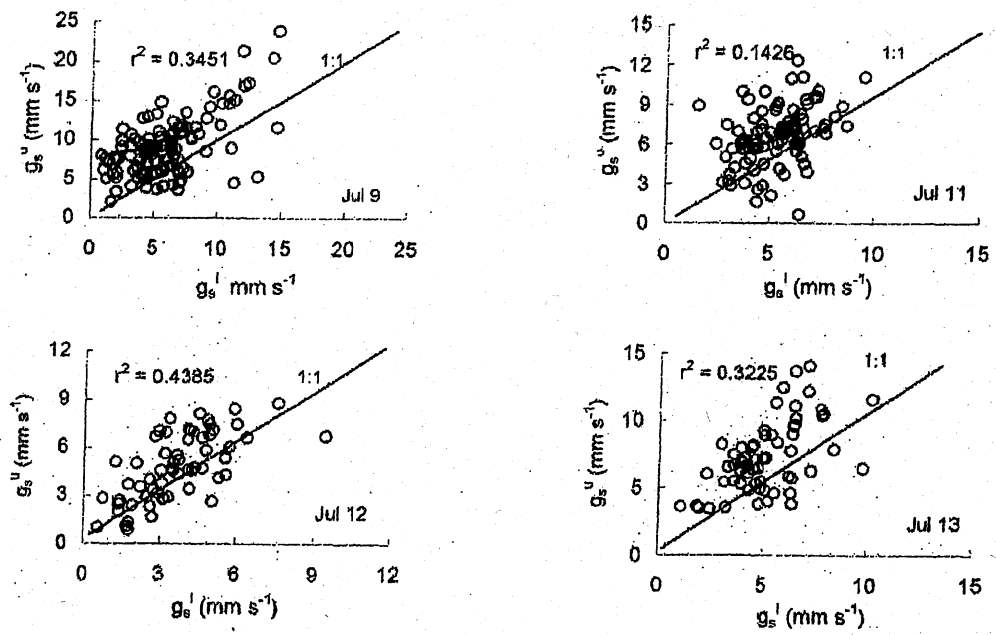 25
20
15
10
5
0
r² = 0.3451
1:1
Jul 9
0 5 10 15 20 25
gₛᵘ (mm s⁻¹)
gₛˡ mm s⁻¹
15
12
9
6
3
0
r² = 0.1426
1:1
Jul 11
0 5 10 15
gₛᵘ (mm s⁻¹)
gₛˡ (mm s⁻¹)
12
9
6
3
0
r² = 0.4385
1:1
Jul 12
0 3 6 9 12
gₛᵘ (mm s⁻¹)
gₛˡ (mm s⁻¹)
15
10
5
0
r² = 0.3225
1:1
Jul 13
0 5 10 15
gₛᵘ (mm s⁻¹)
gₛˡ (mm s⁻¹)